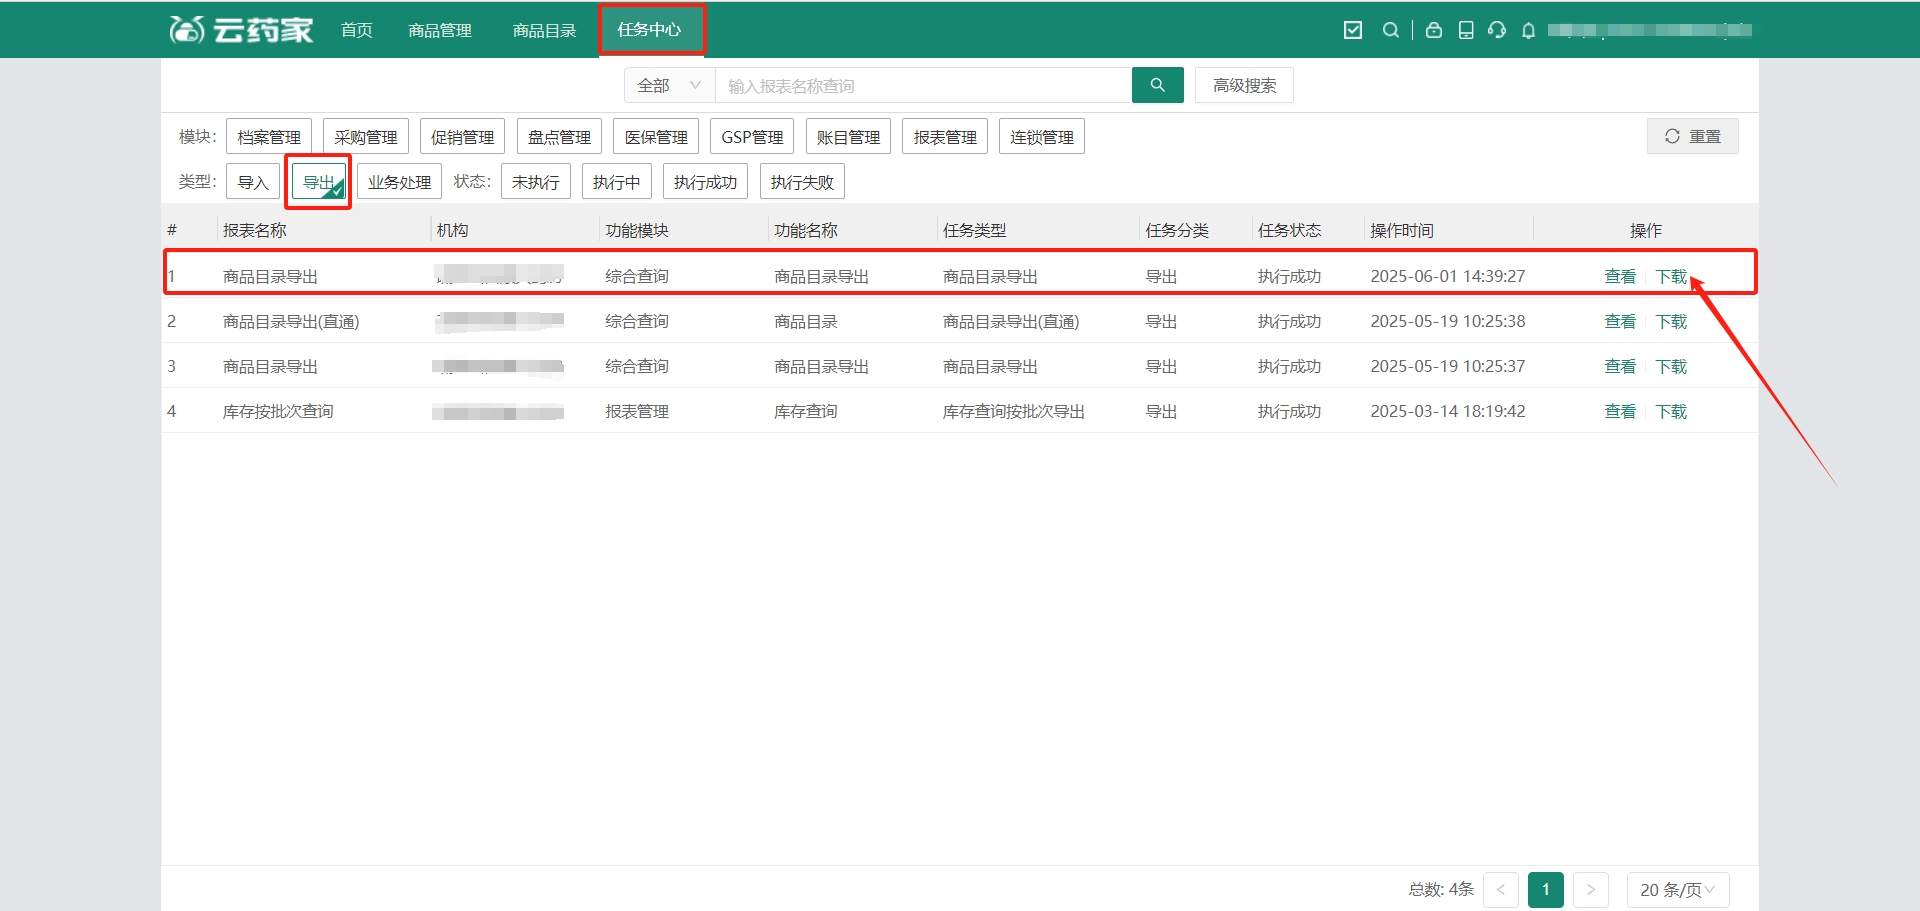 云药家 首页 商品管理 商品目录 任务中心
全部 输入报表名称查询 高级搜索
模块: 档案管理 采购管理 促销管理 盘点管理 医保管理 GSP管理 账目管理 报表管理 连锁管理 重置
类型: 导入 导出 业务处理 状态: 未执行 执行中 执行成功 执行失败
# 报表名称 机构 功能模块 功能名称 任务类型 任务分类 任务状态 操作时间 操作
1 商品目录导出 综合查询 商品目录导出 商品目录导出 导出 执行成功 2025-06-01 14:39:27 查看 下载
2 商品目录导出(直通) 综合查询 商品目录 商品目录导出(直通) 导出 执行成功 2025-05-19 10:25:38 查看 下载
3 商品目录导出 综合查询 商品目录导出 商品目录导出 导出 执行成功 2025-05-19 10:25:37 查看 下载
4 库存按批次查询 报表管理 库存查询 库存查询按批次导出 导出 执行成功 2025-03-14 18:19:42 查看 下载
总数: 4条 < 1 > 20 条/页